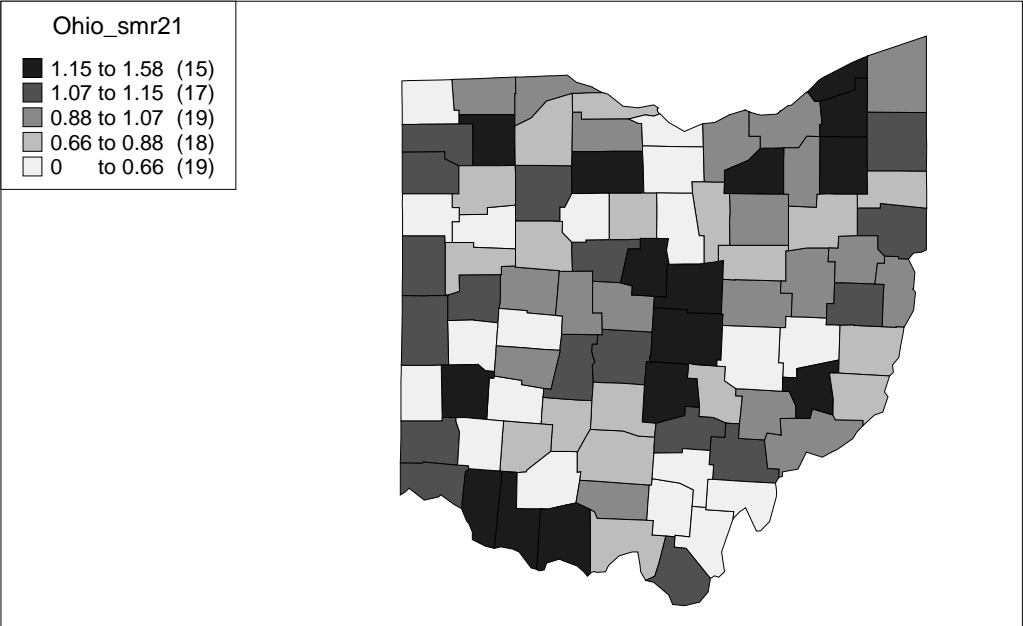 Ohio_smr21
1.15 to 1.58 (15)
1.07 to 1.15 (17)
0.88 to 1.07 (19)
0.66 to 0.88 (18)
0 to 0.66 (19)